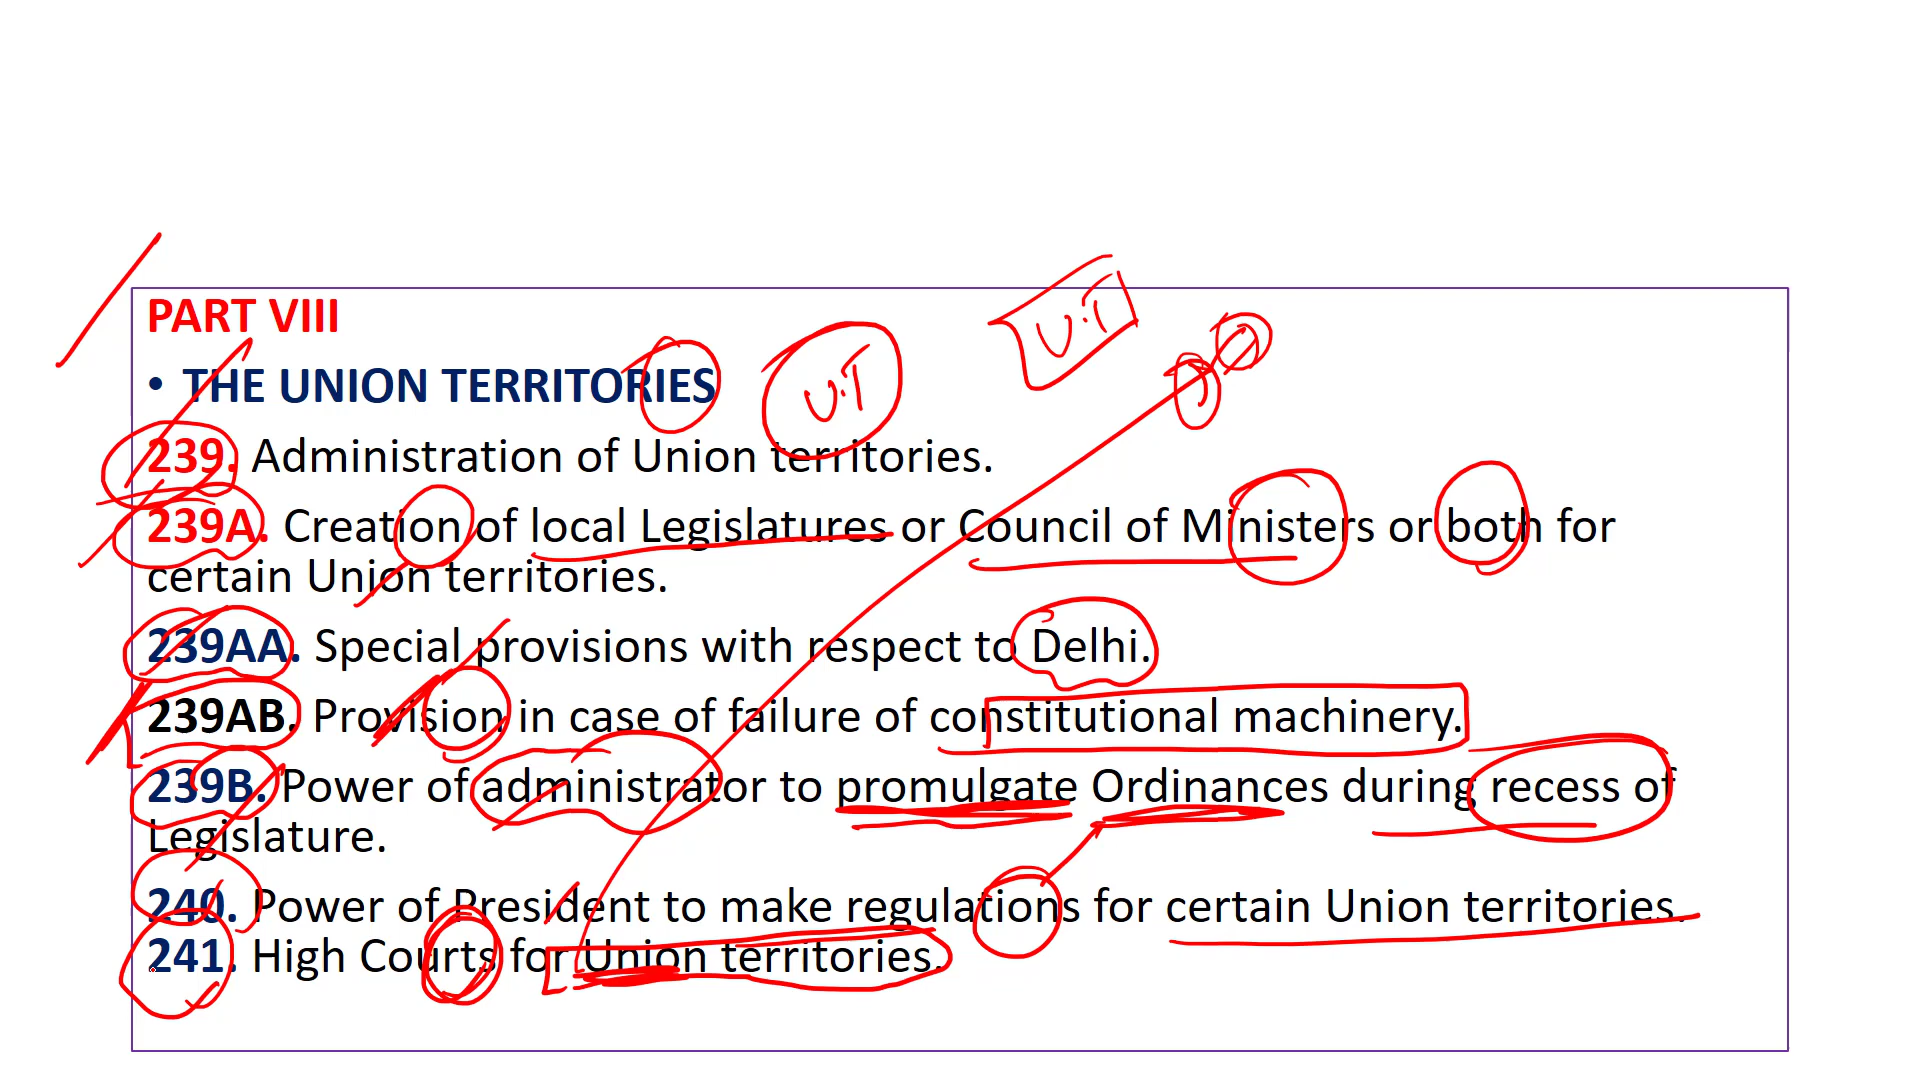 PART VIII
U.T
• THE UNION TERRITORIES
U.T
239. Administration of Union territories.
239A. Creation of local Legislatures or Council of Ministers or both for
certain Union territories.
239AA. Special provisions with respect to Delhi.
239AB. Provision in case of failure of constitutional machinery.
239B. Power of administrator to promulgate Ordinances during recess of
Legislature.
240. Power of President to make regulations for certain Union territories.
241. High Courts for Union territories.